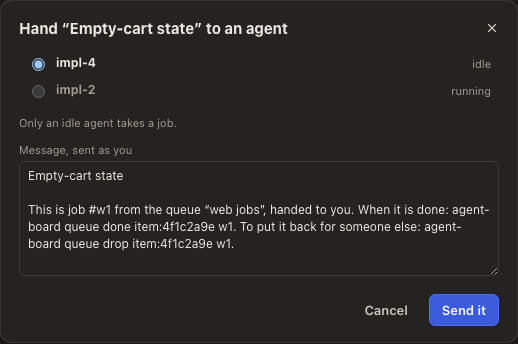 Hand “Empty-cart state” to an agent
×
impl-4
idle
impl-2
running
Only an idle agent takes a job.
Message, sent as you
Empty-cart state
This is job #w1 from the queue “web jobs”, handed to you. When it is done: agent-
board queue done item:4f1c2a9e w1. To put it back for someone else: agent-
board queue drop item:4f1c2a9e w1.
Cancel
Send it